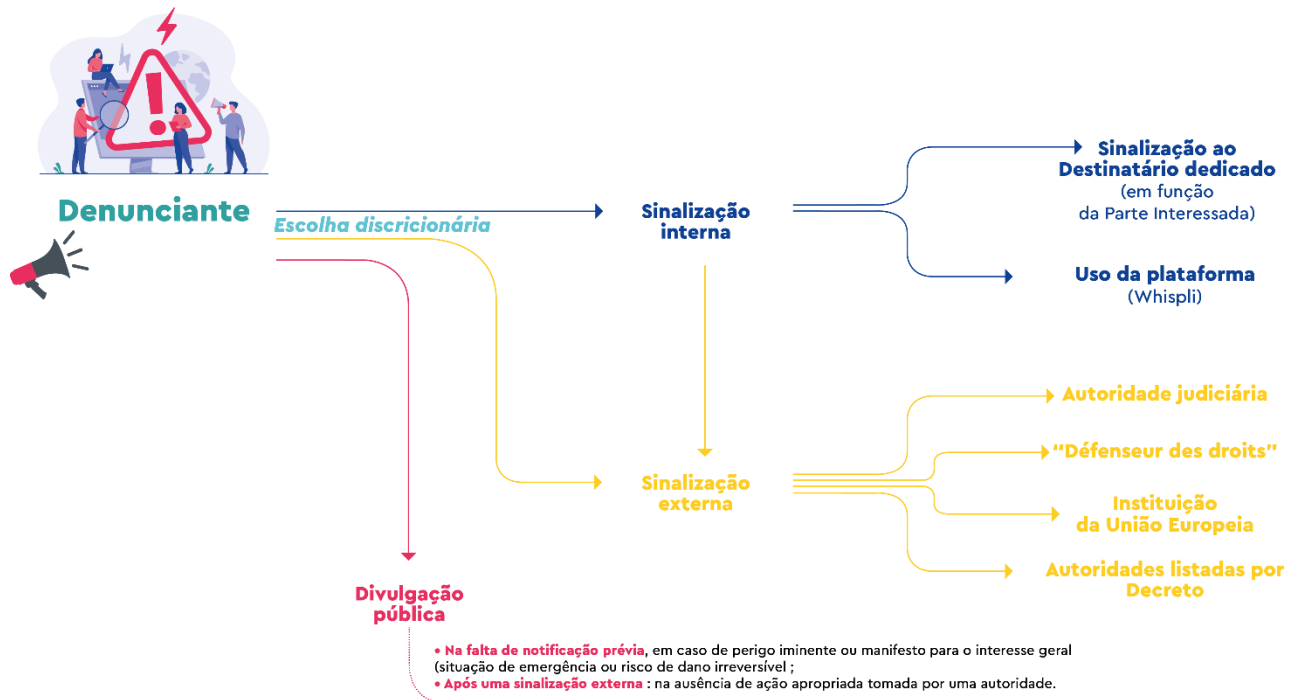 Denunciante
Escolha discricionária
Sinalização
interna
Sinalização ao
Destinatário dedicado
(em função
da Parte Interessada)
Uso da plataforma
(Whispli)
Sinalização
externa
Autoridade judiciária
“Défenseur des droits”
Instituição
da União Europeia
Autoridades listadas por
Decreto
Divulgação
pública
• Na falta de notificação prévia, em caso de perigo iminente ou manifesto para o interesse geral
(situação de emergência ou risco de dano irreversível ;
• Após uma sinalização externa : na ausência de ação apropriada tomada por uma autoridade.